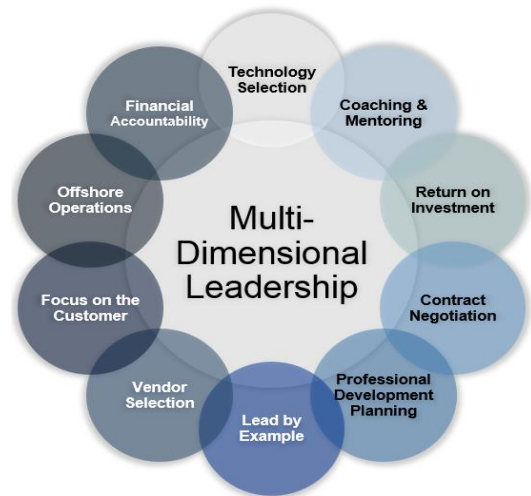 Multi-
Dimensional
Leadership
Technology
Selection
Coaching &
Mentoring
Return on
Investment
Contract
Negotiation
Professional
Development
Planning
Lead by
Example
Vendor
Selection
Focus on the
Customer
Offshore
Operations
Financial
Accountability